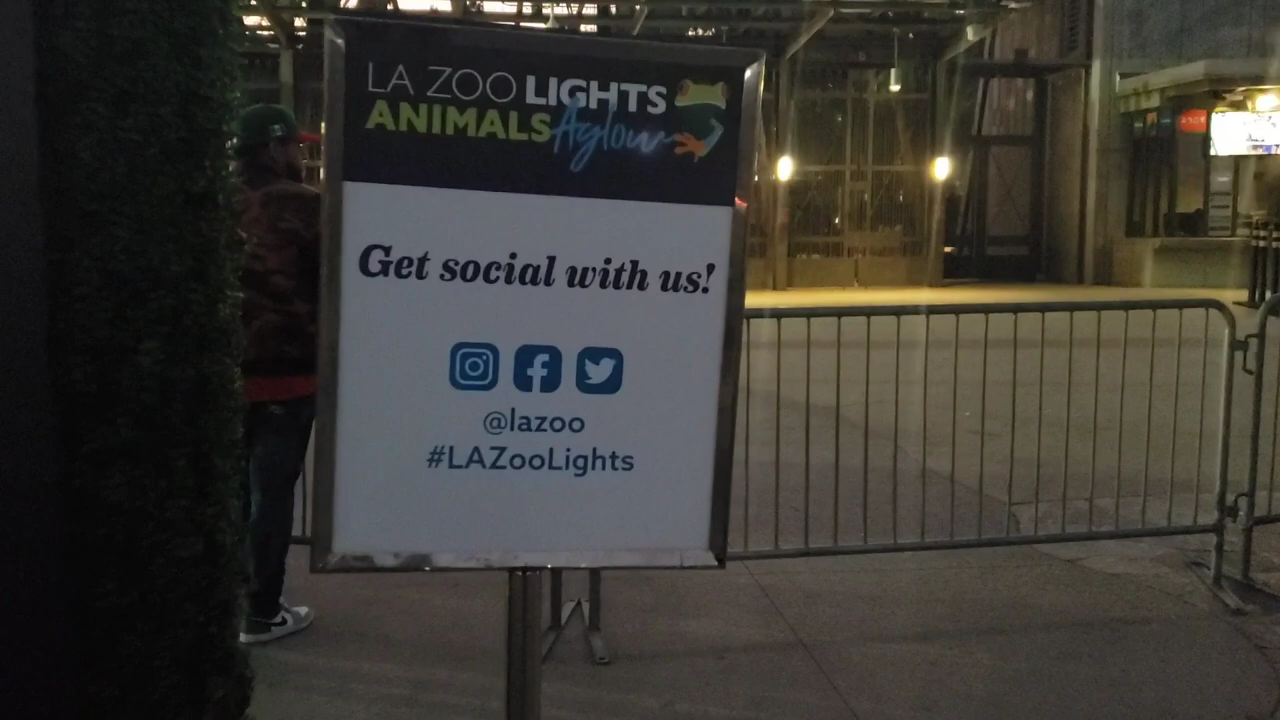 LA ZOO LIGHTS
ANIMALS Aglow
Get social with us!
@lazoo
#LAZooLights